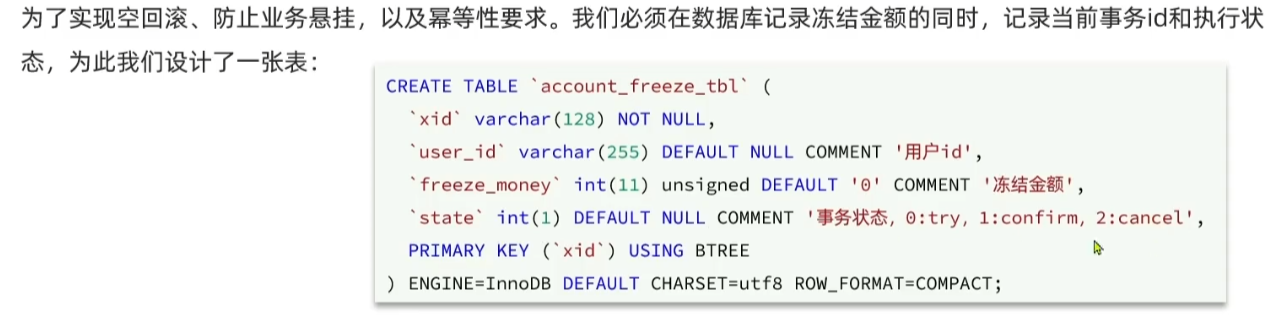 为了实现空回滚、防止业务悬挂，以及幂等性要求。我们必须在数据库记录冻结金额的同时，记录当前事务id和执行状
态，为此我们设计了一张表：
CREATE TABLE `account_freeze_tbl` (
  `xid` varchar(128) NOT NULL,
  `user_id` varchar(255) DEFAULT NULL COMMENT '用户id',
  `freeze_money` int(11) unsigned DEFAULT '0' COMMENT '冻结金额',
  `state` int(1) DEFAULT NULL COMMENT '事务状态，0:try，1:confirm，2:cancel',
  PRIMARY KEY (`xid`) USING BTREE
) ENGINE=InnoDB DEFAULT CHARSET=utf8 ROW_FORMAT=COMPACT;